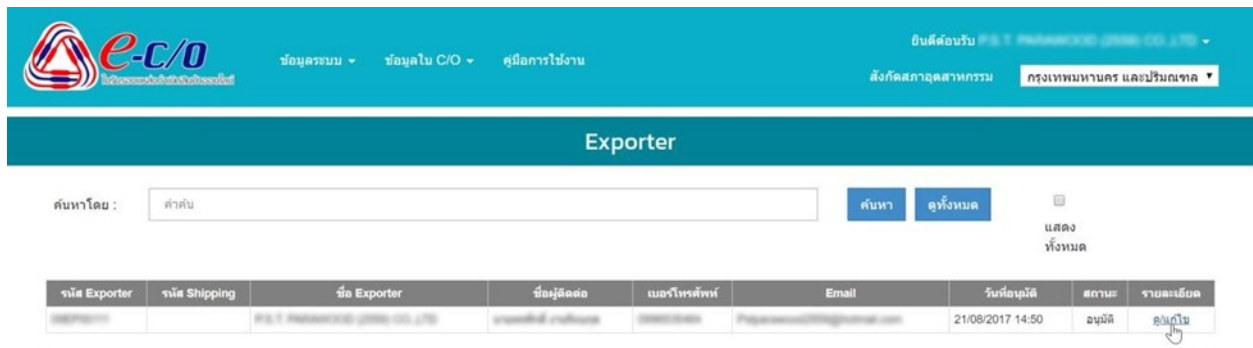 e-C/O
ข้อมูลระบบ ข้อมูลใบ C/O คู่มือการใช้งาน
ยินดีต้อนรับ
สังกัดสภาอุตสาหกรรม กรุงเทพมหานคร และปริมณฑล
Exporter
ค้นหาโดย : คำค้น ค้นหา ดูทั้งหมด
แสดง
ทั้งหมด
รหัส Exporter รหัส Shipping ชื่อ Exporter ชื่อผู้ติดต่อ เบอร์โทรศัพท์ Email วันที่อนุมัติ สถานะ รายละเอียด
21/08/2017 14:50 อนุมัติ ดู/แก้ไข